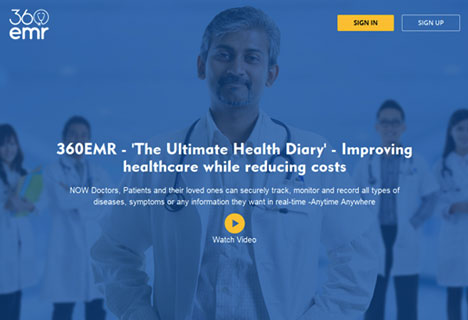 360
emr
SIGN IN
SIGN UP
360EMR - 'The Ultimate Health Diary' - Improving
healthcare while reducing costs
NOW Doctors, Patients and their loved ones can securely track, monitor and record all types of
diseases, symptoms or any information they want in real-time -Anytime Anywhere
Watch Video